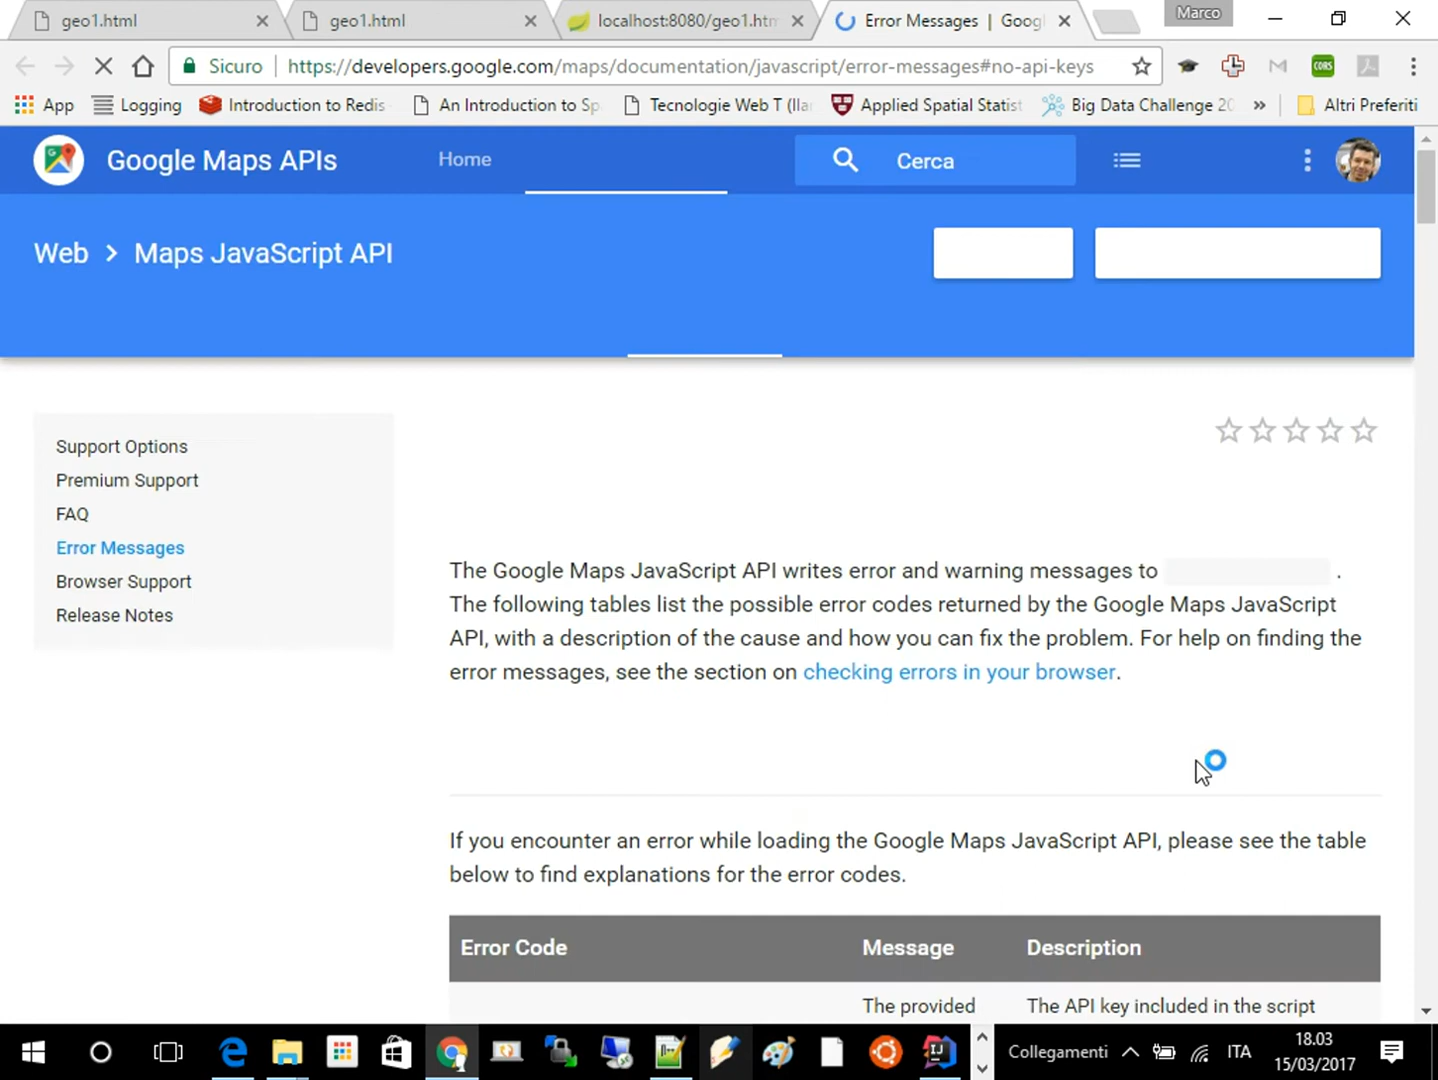 geo1.html
geo1.html
localhost:8080/geo1.htm
Error Messages | Goog
Marco
Sicuro
https://developers.google.com/maps/documentation/javascript/error-messages#no-api-keys
CORS
App
Logging
Introduction to Redis
An Introduction to Sp
Tecnologie Web T (Ilar
Applied Spatial Statist
Big Data Challenge 20
»
Altri Preferiti
Google Maps APIs
Home
Cerca
Web > Maps JavaScript API
Support Options
Premium Support
FAQ
Error Messages
Browser Support
Release Notes
The Google Maps JavaScript API writes error and warning messages to .
The following tables list the possible error codes returned by the Google Maps JavaScript
API, with a description of the cause and how you can fix the problem. For help on finding the
error messages, see the section on checking errors in your browser.
If you encounter an error while loading the Google Maps JavaScript API, please see the table
below to find explanations for the error codes.
Error Code Message Description
The provided The API key included in the script
Collegamenti
ITA
18.03
15/03/2017